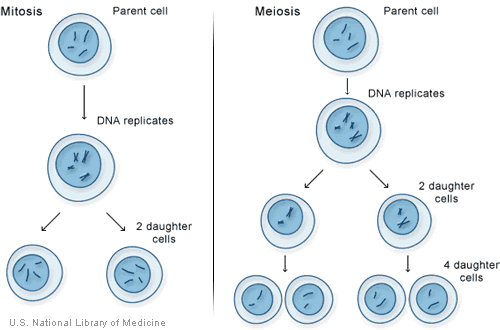 Mitosis
Parent cell
DNA replicates
2 daughter
cells
U.S. National Library of Medicine
Meiosis
Parent cell
DNA replicates
2 daughter
cells
4 daughter
cells